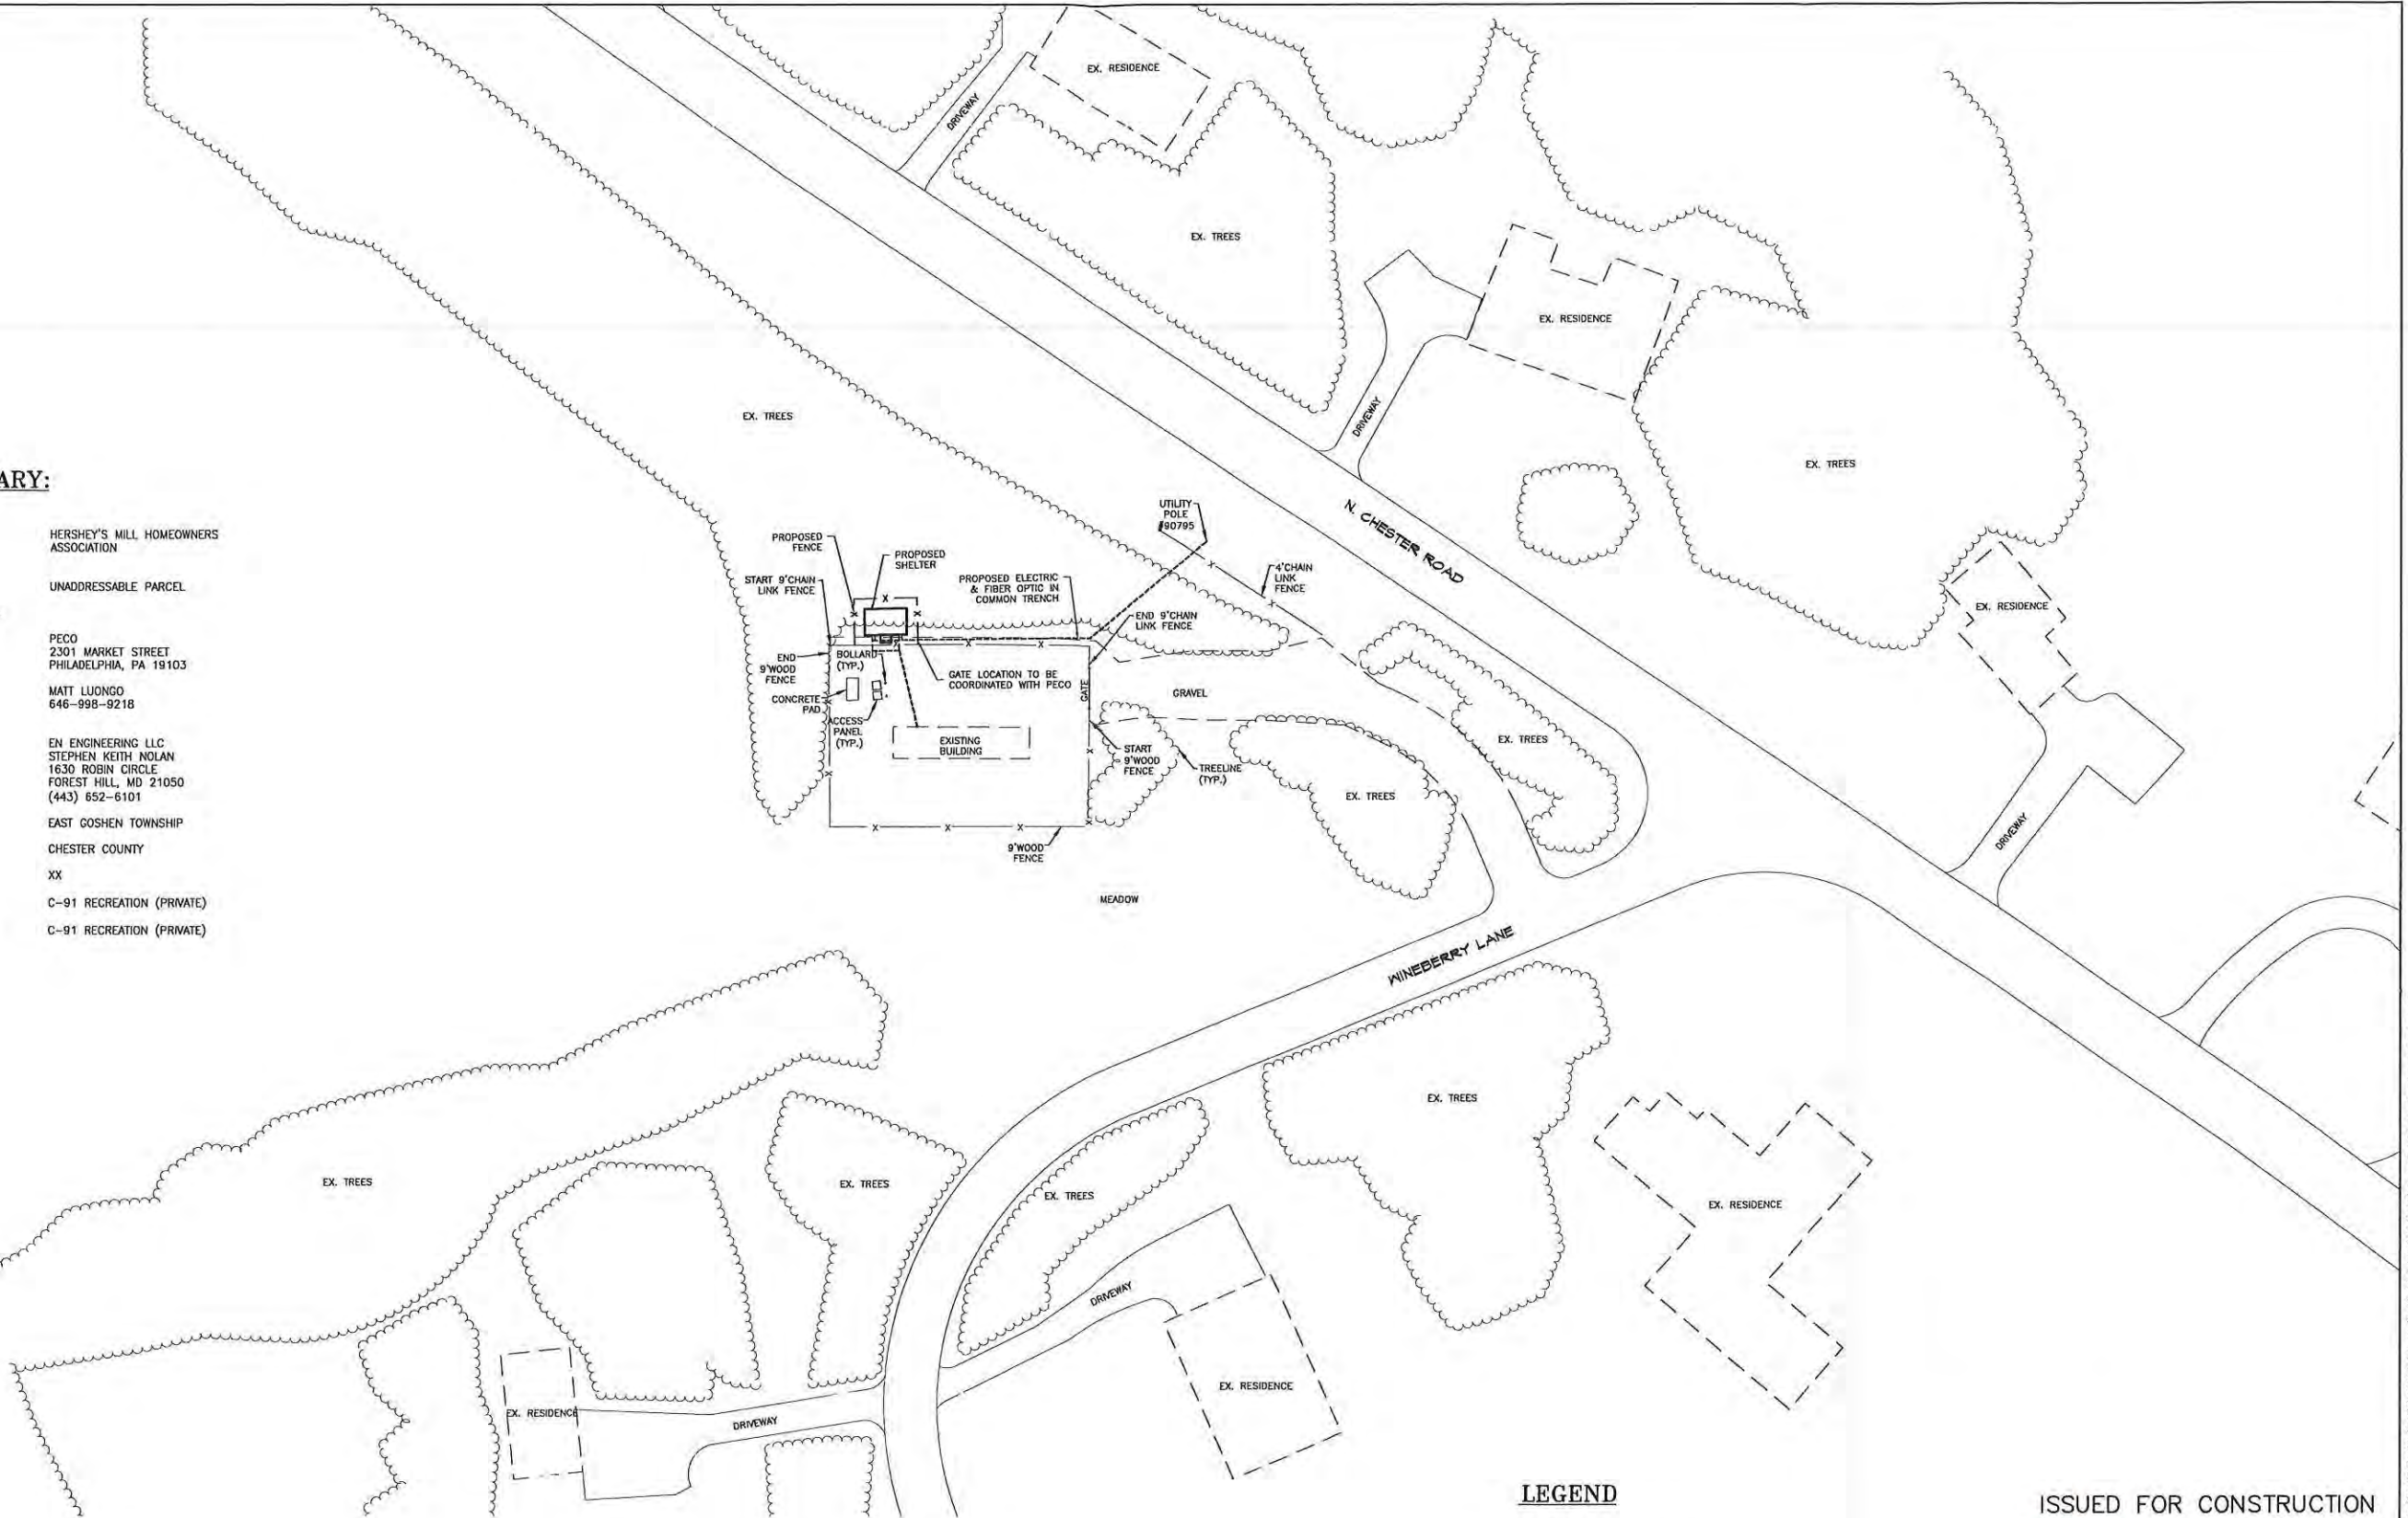 EX. RESIDENCE
DRIVEWAY
EX. TREES
EX. RESIDENCE
DRIVEWAY
EX. TREES
EX. TREES
ARY:
HERSHEY'S MILL HOMEOWNERS
ASSOCIATION
UNADDRESSABLE PARCEL
PECO
2301 MARKET STREET
PHILADELPHIA, PA 19103
MATT LUONGO
646-998-9218
EN ENGINEERING LLC
STEPHEN KEITH NOLAN
1630 ROBIN CIRCLE
FOREST HILL, MD 21050
(443) 652-6101
EAST GOSHEN TOWNSHIP
CHESTER COUNTY
XX
C-91 RECREATION (PRIVATE)
C-91 RECREATION (PRIVATE)
UTILITY
POLE
#90795
N. CHESTER ROAD
PROPOSED
FENCE
PROPOSED
SHELTER
START 9'CHAIN
LINK FENCE
PROPOSED ELECTRIC
& FIBER OPTIC IN
COMMON TRENCH
4'CHAIN
LINK
FENCE
END 9'CHAIN
LINK FENCE
END
9'WOOD
FENCE
BOLLARD
(TYP.)
GATE LOCATION TO BE
COORDINATED WITH PECO
GATE
GRAVEL
CONCRETE
PAD
ACCESS
PANEL
(TYP.)
EXISTING
BUILDING
START
9'WOOD
FENCE
TREELINE
(TYP.)
EX. TREES
EX. TREES
EX. RESIDENCE
DRIVEWAY
9'WOOD
FENCE
MEADOW
WINEBERRY LANE
EX. TREES
EX. TREES
EX. TREES
EX. TREES
EX. RESIDENCE
DRIVEWAY
EX. RESIDENCE
EX. RESIDENCE
DRIVEWAY
LEGEND
ISSUED FOR CONSTRUCTION